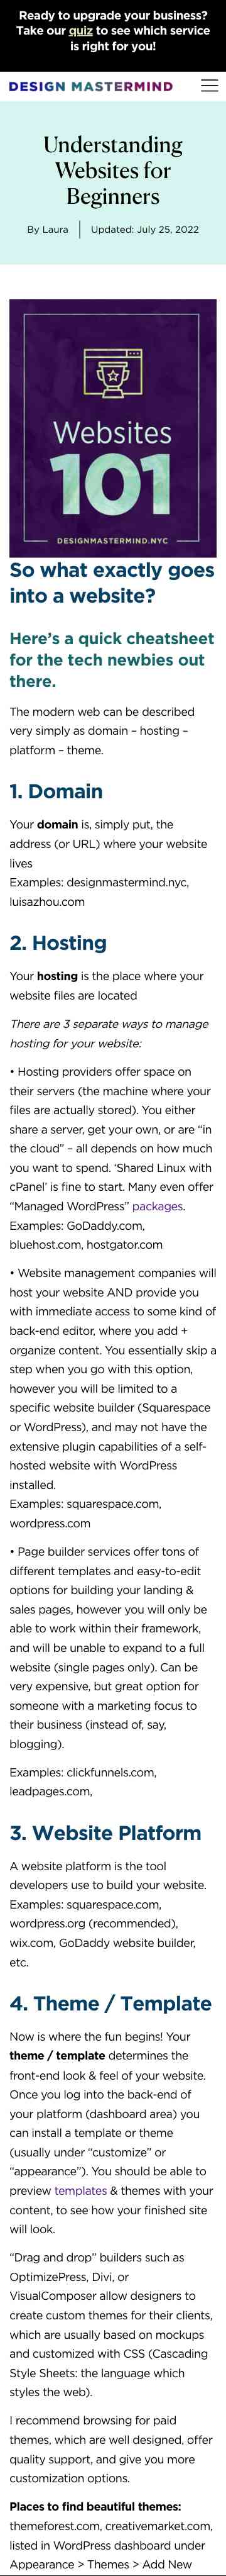 Ready to upgrade your business?
Take our quiz to see which service
is right for you!
DESIGN MASTERMIND
Understanding
Websites for
Beginners
By Laura
Updated: July 25, 2022
Websites
101
DESIGNMASTERMIND.NYC
So what exactly goes
into a website?
Here's a quick cheatsheet
for the tech newbies out
there.
The modern web can be described
very simply as domain – hosting –
platform – theme.
1. Domain
Your domain is, simply put, the
address (or URL) where your website
lives
Examples: designmastermind.nyc,
luisazhou.com
2. Hosting
Your hosting is the place where your
website files are located
There are 3 separate ways to manage
hosting for your website:
• Hosting providers offer space on
their servers (the machine where your
files are actually stored). You either
share a server, get your own, or are “in
the cloud” – all depends on how much
you want to spend. ‘Shared Linux with
cPanel’ is fine to start. Many even offer
“Managed WordPress” packages.
Examples: GoDaddy.com,
bluehost.com, hostgator.com
• Website management companies will
host your website AND provide you
with immediate access to some kind of
back-end editor, where you add +
organize content. You essentially skip a
step when you go with this option,
however you will be limited to a
specific website builder (Squarespace
or WordPress), and may not have the
extensive plugin capabilities of a self-
hosted website with WordPress
installed.
Examples: squarespace.com,
wordpress.com
• Page builder services offer tons of
different templates and easy-to-edit
options for building your landing &
sales pages, however you will only be
able to work within their framework,
and will be unable to expand to a full
website (single pages only). Can be
very expensive, but great option for
someone with a marketing focus to
their business (instead of, say,
blogging).
Examples: clickfunnels.com,
leadpages.com,
3. Website Platform
A website platform is the tool
developers use to build your website.
Examples: squarespace.com,
wordpress.org (recommended),
wix.com, GoDaddy website builder,
etc.
4. Theme / Template
Now is where the fun begins! Your
theme / template determines the
front-end look & feel of your website.
Once you log into the back-end of
your platform (dashboard area) you
can install a template or theme
(usually under “customize” or
“appearance”). You should be able to
preview templates & themes with your
content, to see how your finished site
will look.
“Drag and drop” builders such as
OptimizePress, Divi, or
VisualComposer allow designers to
create custom themes for their clients,
which are usually based on mockups
and customized with CSS (Cascading
Style Sheets: the language which
styles the web).
I recommend browsing for paid
themes, which are well designed, offer
quality support, and give you more
customization options.
Places to find beautiful themes:
themeforest.com, creativemarket.com,
listed in WordPress dashboard under
Appearance > Themes > Add New